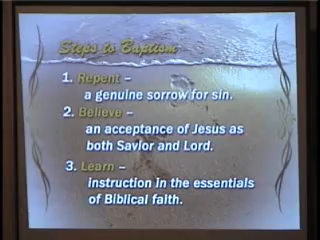 Steps to Baptism
1. Repent –
a genuine sorrow for sin.
2. Believe –
an acceptance of Jesus as
both Savior and Lord.
3. Learn –
instruction in the essentials
of Biblical faith.